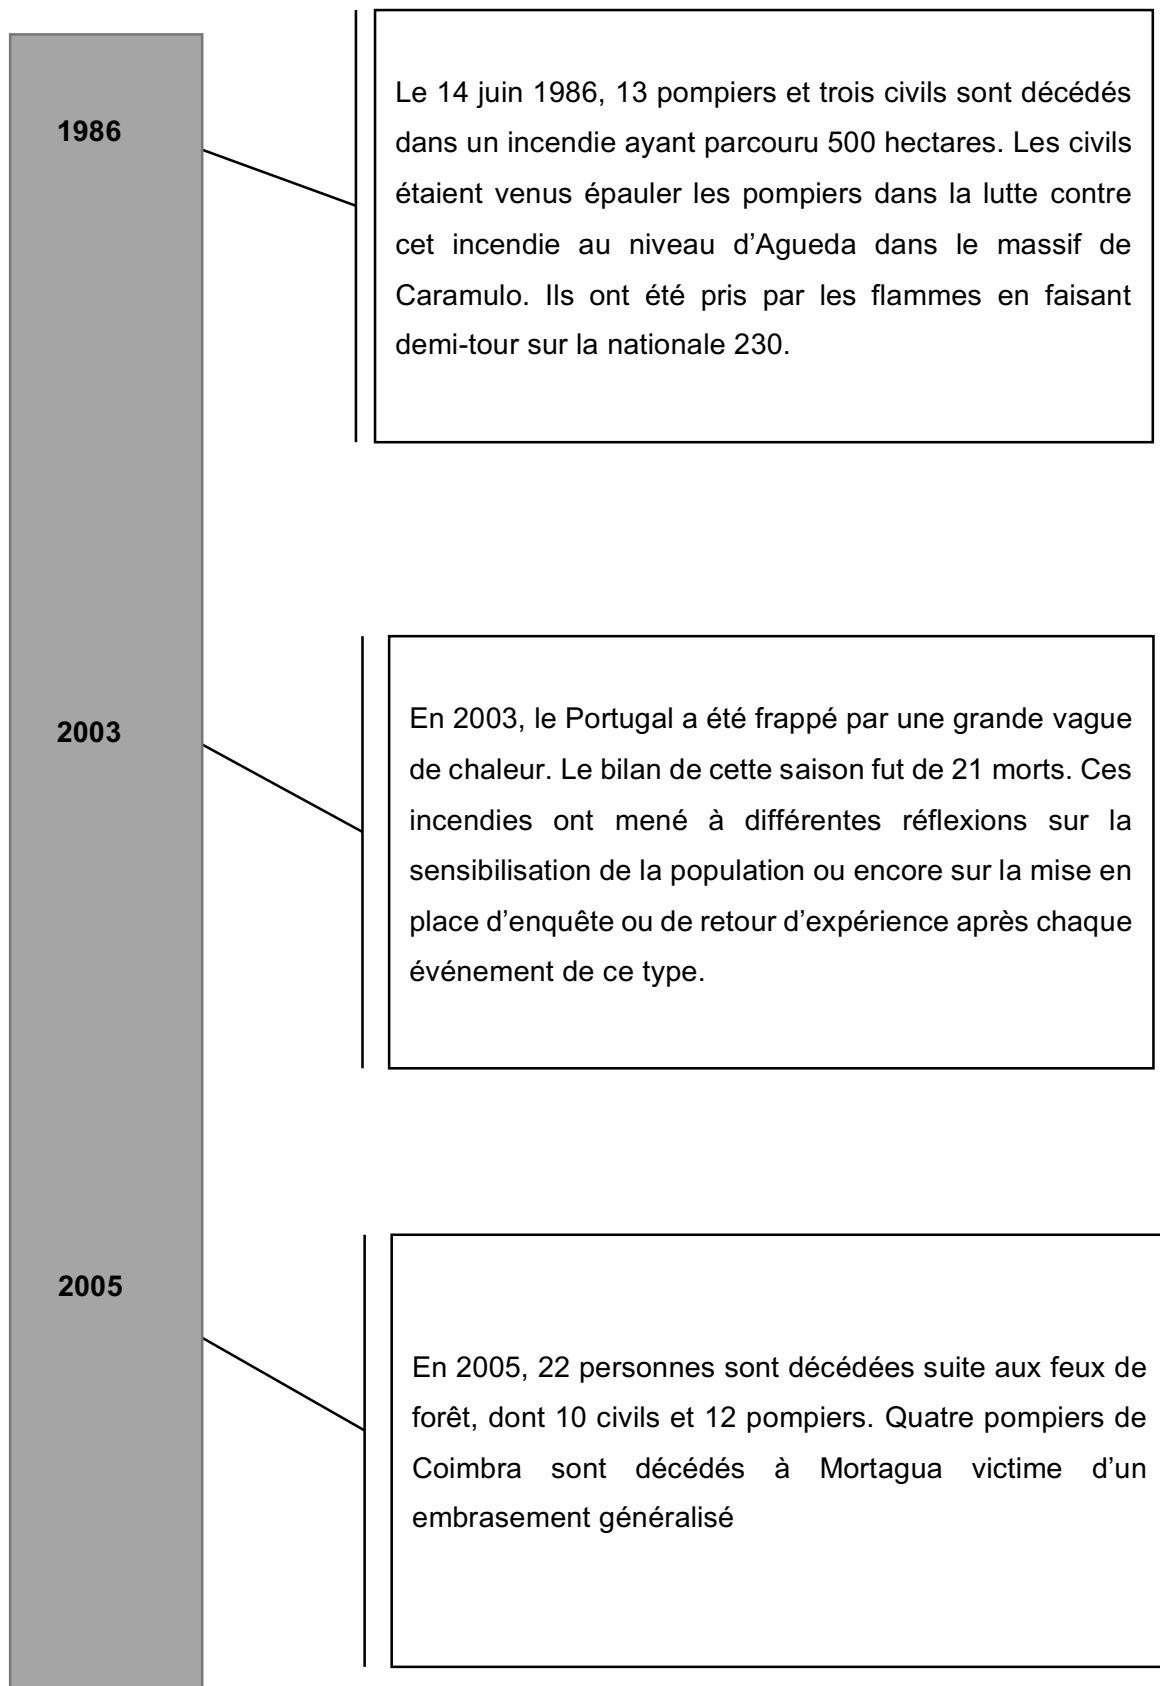 1986
Le 14 juin 1986, 13 pompiers et trois civils sont décédés
dans un incendie ayant parcouru 500 hectares. Les civils
étaient venus épauler les pompiers dans la lutte contre
cet incendie au niveau d’Agueda dans le massif de
Caramulo. Ils ont été pris par les flammes en faisant
demi-tour sur la nationale 230.
2003
En 2003, le Portugal a été frappé par une grande vague
de chaleur. Le bilan de cette saison fut de 21 morts. Ces
incendies ont mené à différentes réflexions sur la
sensibilisation de la population ou encore sur la mise en
place d’enquête ou de retour d’expérience après chaque
événement de ce type.
2005
En 2005, 22 personnes sont décédées suite aux feux de
forêt, dont 10 civils et 12 pompiers. Quatre pompiers de
Coimbra sont décédés à Mortagua victime d’un
embrasement généralisé